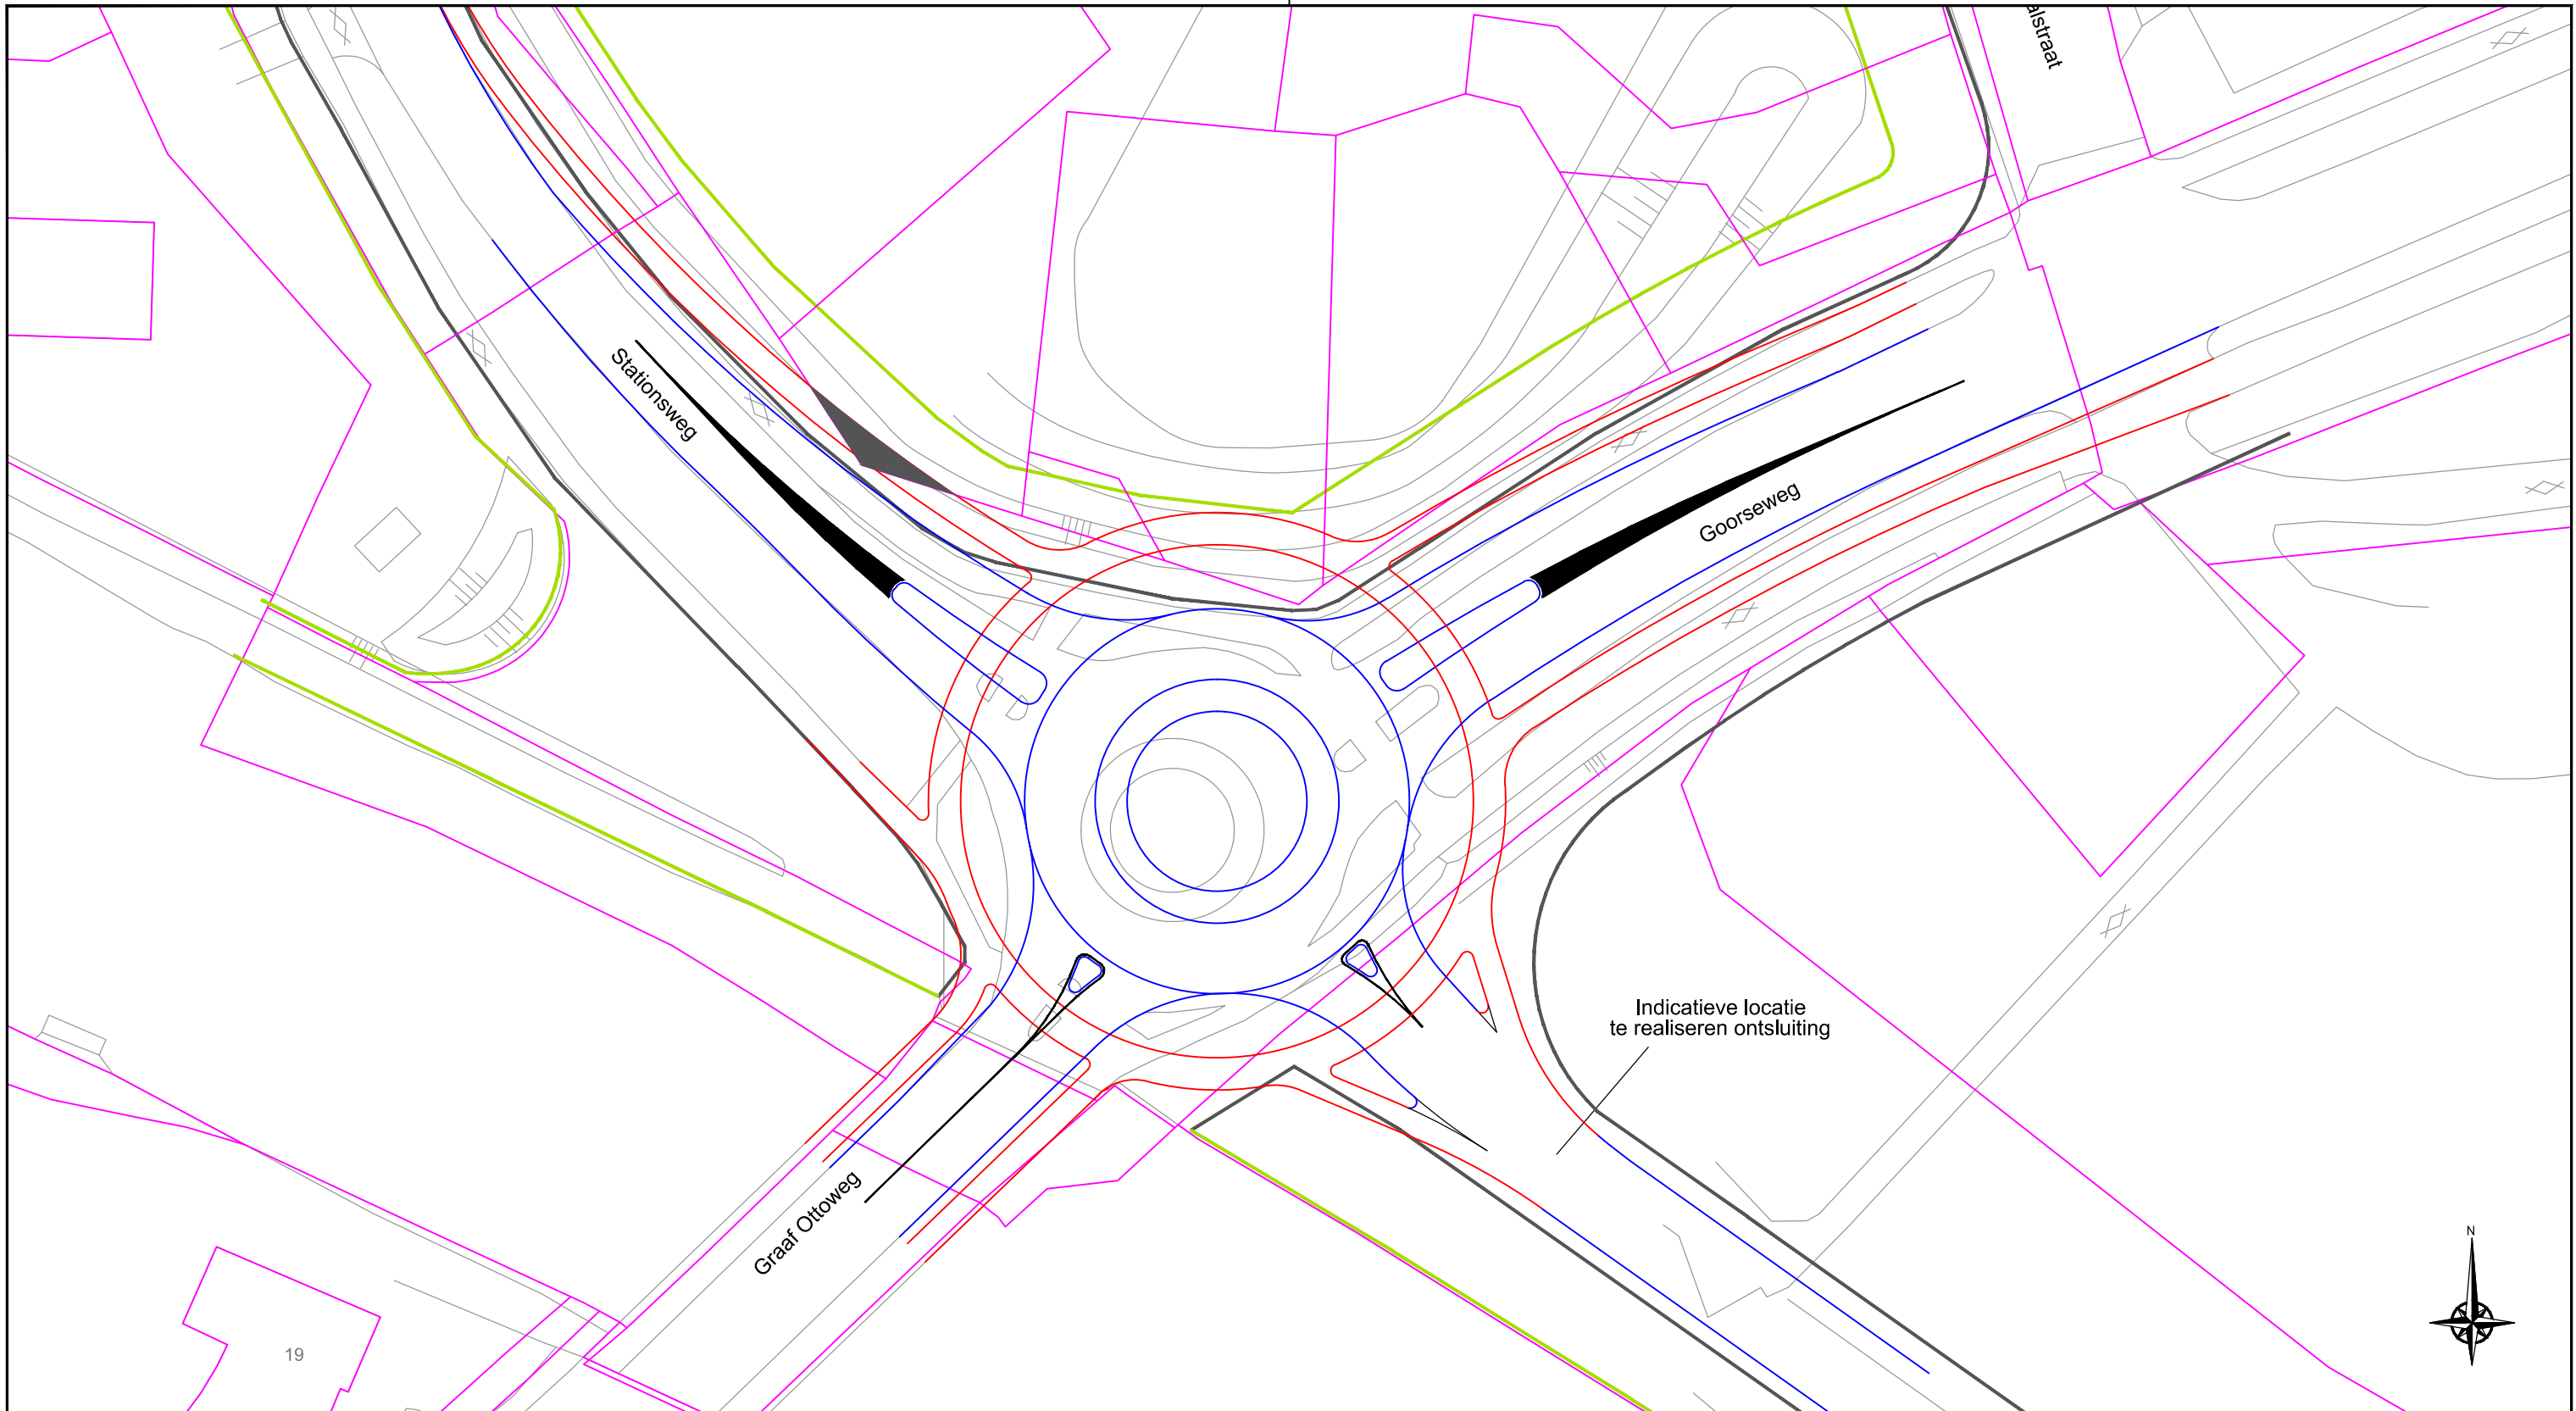 alstraat
Stationsweg
Goorseweg
Indicatieve locatie
te realiseren ontsluiting
Graaf Ottoweg
N
19